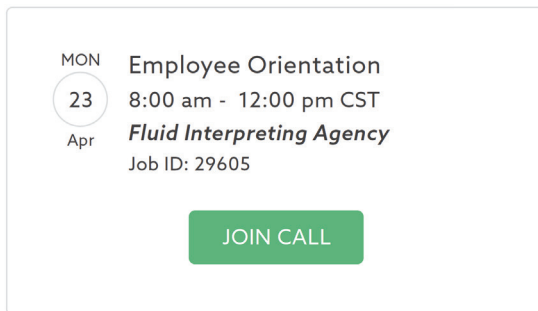 MON
23
Apr
Employee Orientation
8:00 am - 12:00 pm CST
Fluid Interpreting Agency
Job ID: 29605
JOIN CALL